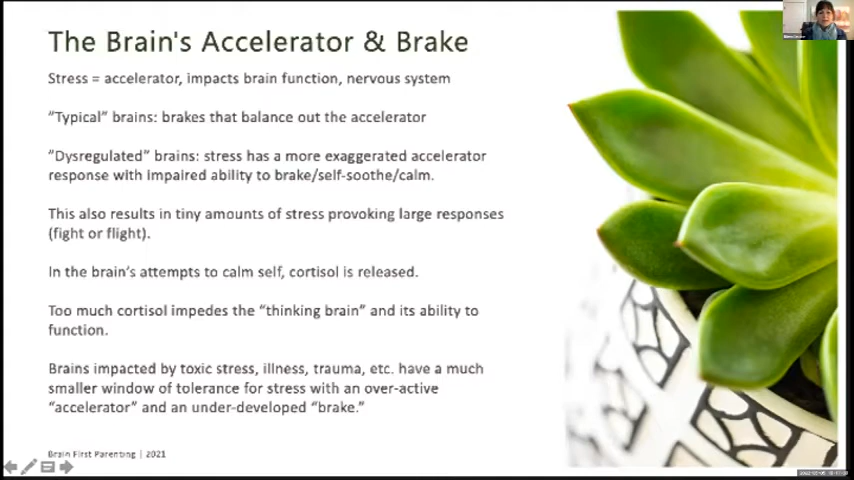 The Brain's Accelerator & Brake
Stress = accelerator, impacts brain function, nervous system
"Typical" brains: brakes that balance out the accelerator
"Dysregulated" brains: stress has a more exaggerated accelerator
response with impaired ability to brake/self-soothe/calm.
This also results in tiny amounts of stress provoking large responses
(fight or flight).
In the brain's attempts to calm self, cortisol is released.
Too much cortisol impedes the "thinking brain" and its ability to
function.
Brains impacted by toxic stress, illness, trauma, etc. have a much
smaller window of tolerance for stress with an over-active
"accelerator" and an under-developed "brake."
Brain First Parenting | 2021